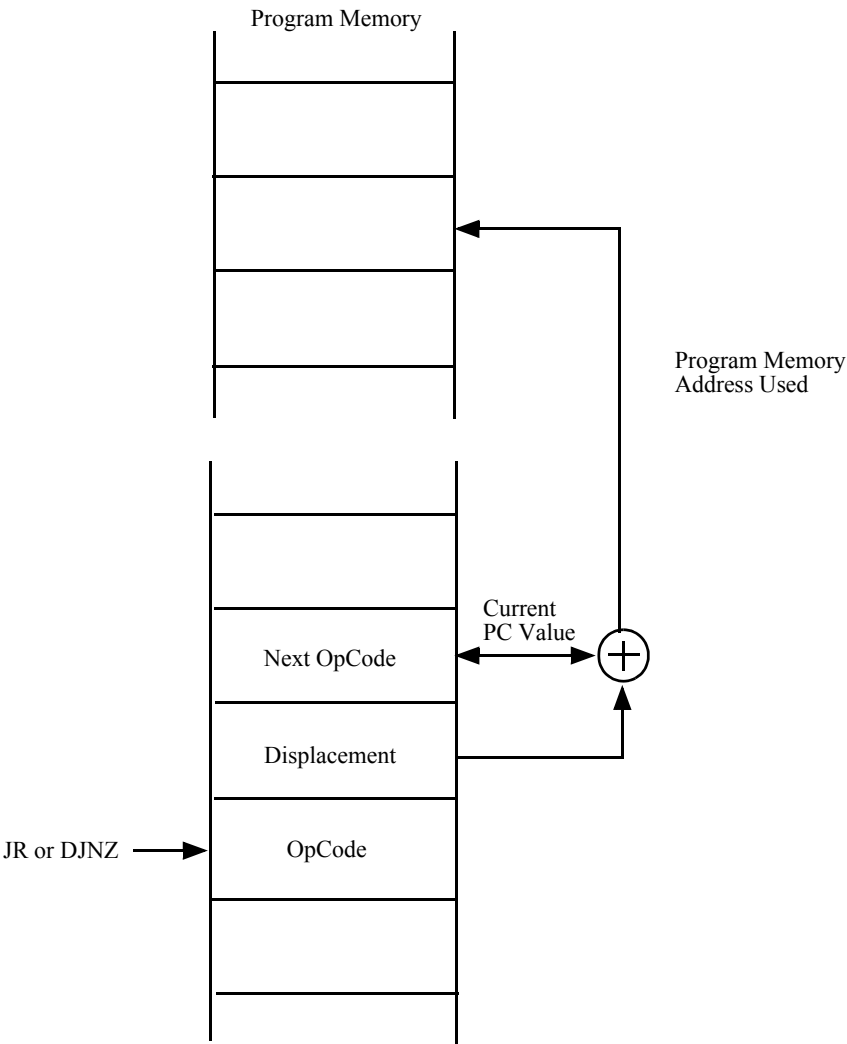 Program Memory
Program Memory
Address Used
Current
PC Value
Next OpCode
Displacement
JR or DJNZ
OpCode